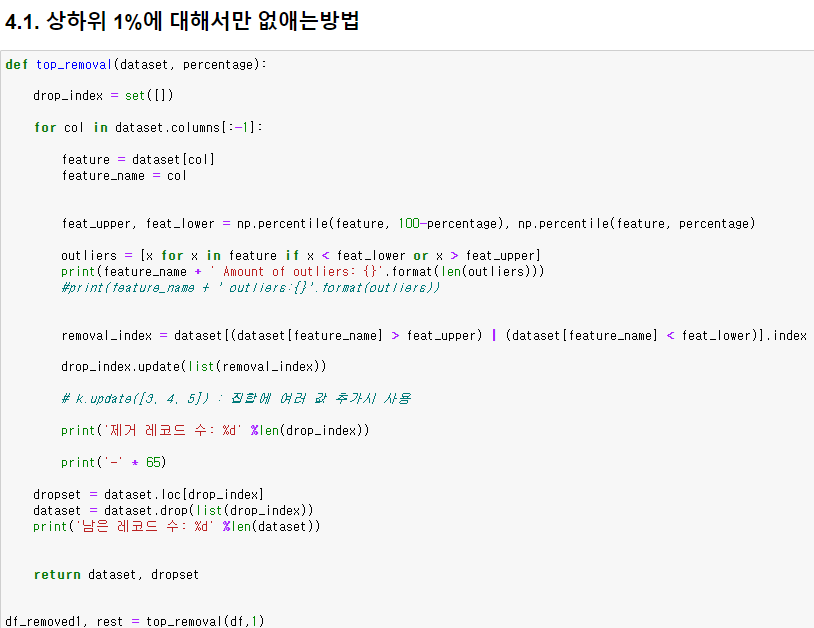 4.1. 상하위 1%에 대해서만 없애는방법
def top_removal(dataset, percentage):
drop_index = set([])
for col in dataset.columns[:-1]:
feature = dataset[col]
feature_name = col
feat_upper, feat_lower = np.percentile(feature, 100-percentage), np.percentile(feature, percentage)
outliers = [x for x in feature if x < feat_lower or x > feat_upper]
print(feature_name + ' Amount of outliers: {}'.format(len(outliers)))
#print(feature_name + ' outliers:{}'.format(outliers))
removal_index = dataset[(dataset[feature_name] > feat_upper) | (dataset[feature_name] < feat_lower)].index
drop_index.update(list(removal_index))
# k.update([3, 4, 5]) : 집합에 여러 값 추가시 사용
print('제거 레코드 수: %d' %len(drop_index))
print('-' * 65)
dropset = dataset.loc[drop_index]
dataset = dataset.drop(list(drop_index))
print('남은 레코드 수: %d' %len(dataset))
return dataset, dropset
df_removed1, rest = top_removal(df,1)